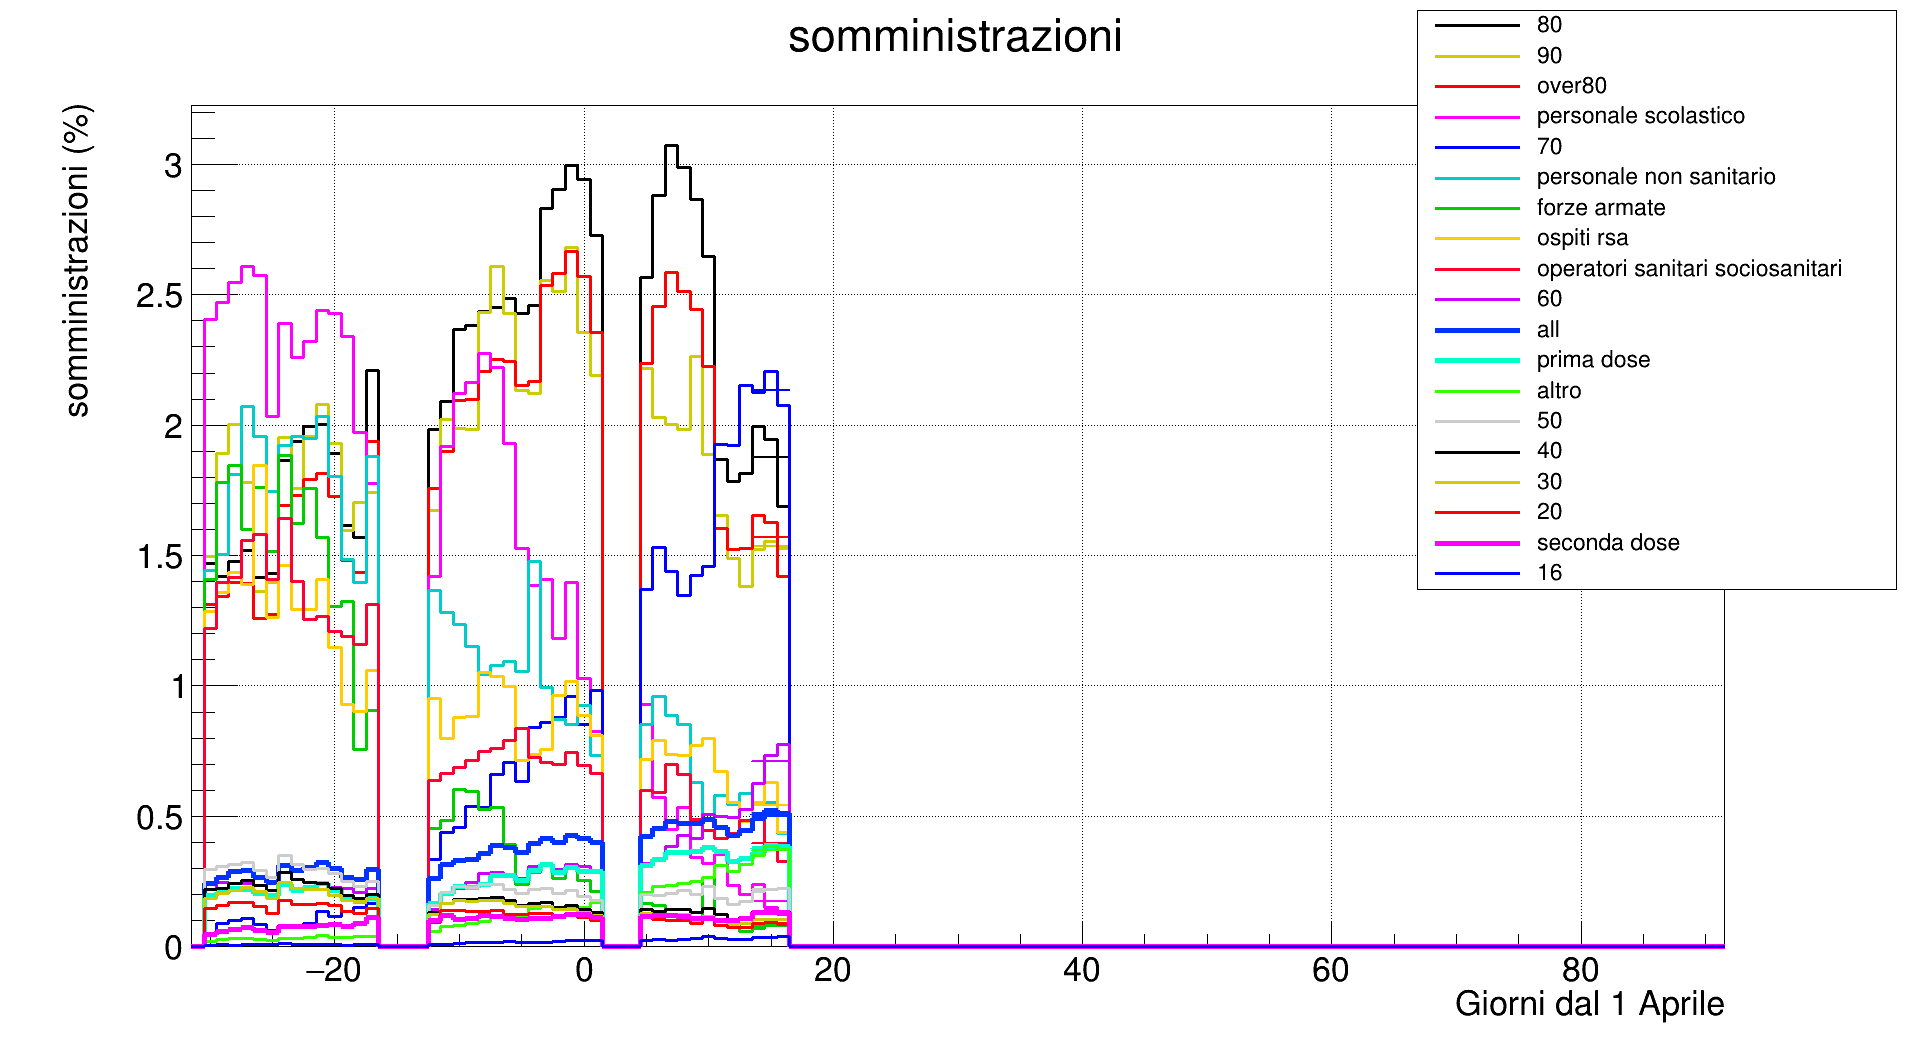 somministrazioni
80
90
over80
personale scolastico
70
personale non sanitario
forze armate
ospiti rsa
operatori sanitari sociosanitari
60
all
prima dose
altro
50
40
30
20
seconda dose
16
somministrazioni (%)
3
2.5
2
1.5
1
0.5
0
−20 0 20 40 60 80
Giorni dal 1 Aprile